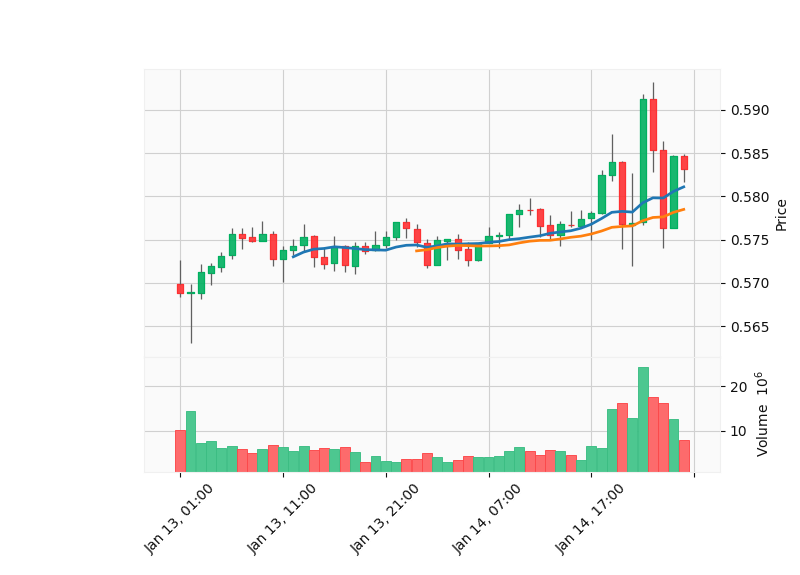 0.590
0.585
0.580
0.575
0.570
0.565
Price
20
10
Volume 10^6
Jan 13, 01:00
Jan 13, 11:00
Jan 13, 21:00
Jan 14, 07:00
Jan 14, 17:00